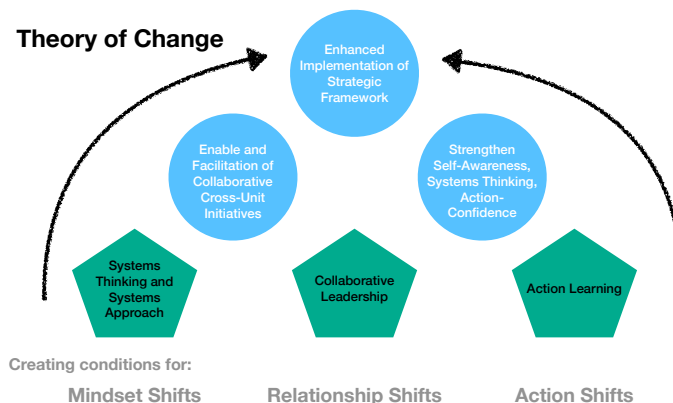 Theory of Change
Enhanced
Implementation of
Strategic
Framework
Enable and
Facilitation of
Collaborative
Cross-Unit
Initiatives
Strengthen
Self-Awareness,
Systems Thinking,
Action-
Confidence
Systems
Thinking and
Systems
Approach
Collaborative
Leadership
Action Learning
Creating conditions for:
Mindset Shifts
Relationship Shifts
Action Shifts